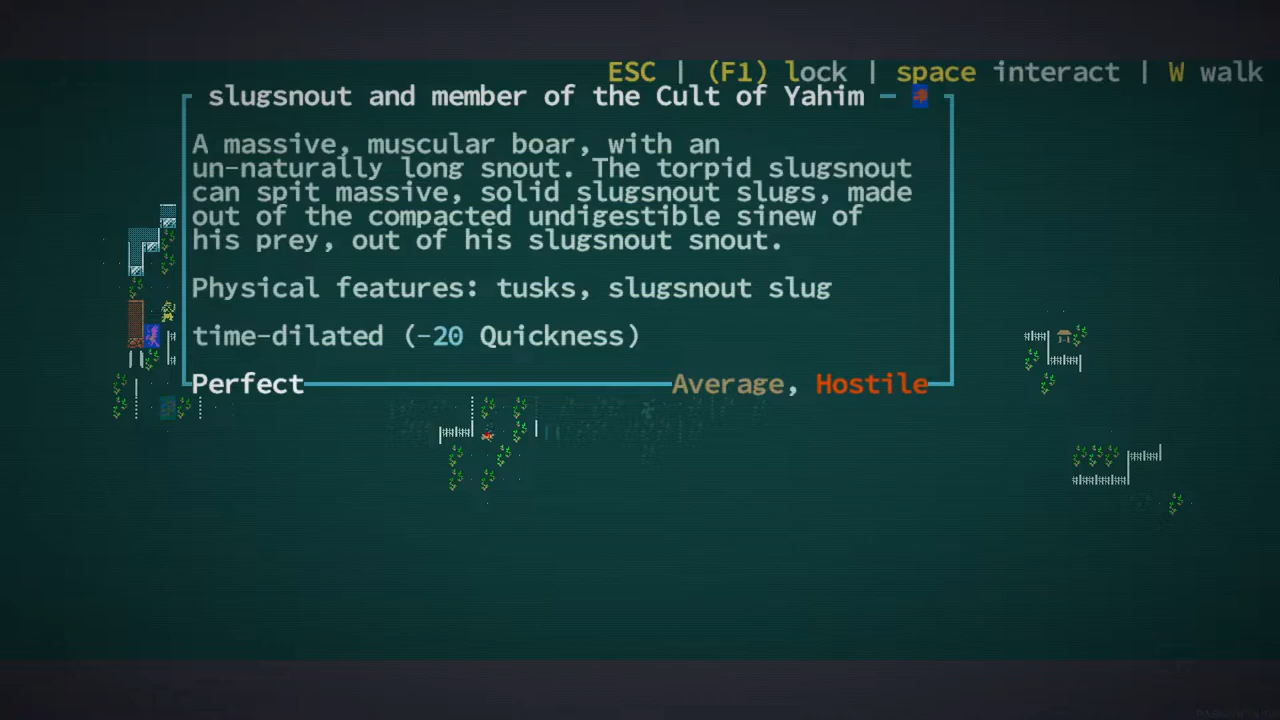 ESC | (F1) lock | space interact | W walk
slugsnout and member of the Cult of Yahim —
A massive, muscular boar, with an
un-naturally long snout. The torpid slugsnout
can spit massive, solid slugsnout slugs, made
out of the compacted undigestible sinew of
his prey, out of his slugsnout snout.
Physical features: tusks, slugsnout slug
time-dilated (-20 Quickness)
Perfect Average, Hostile